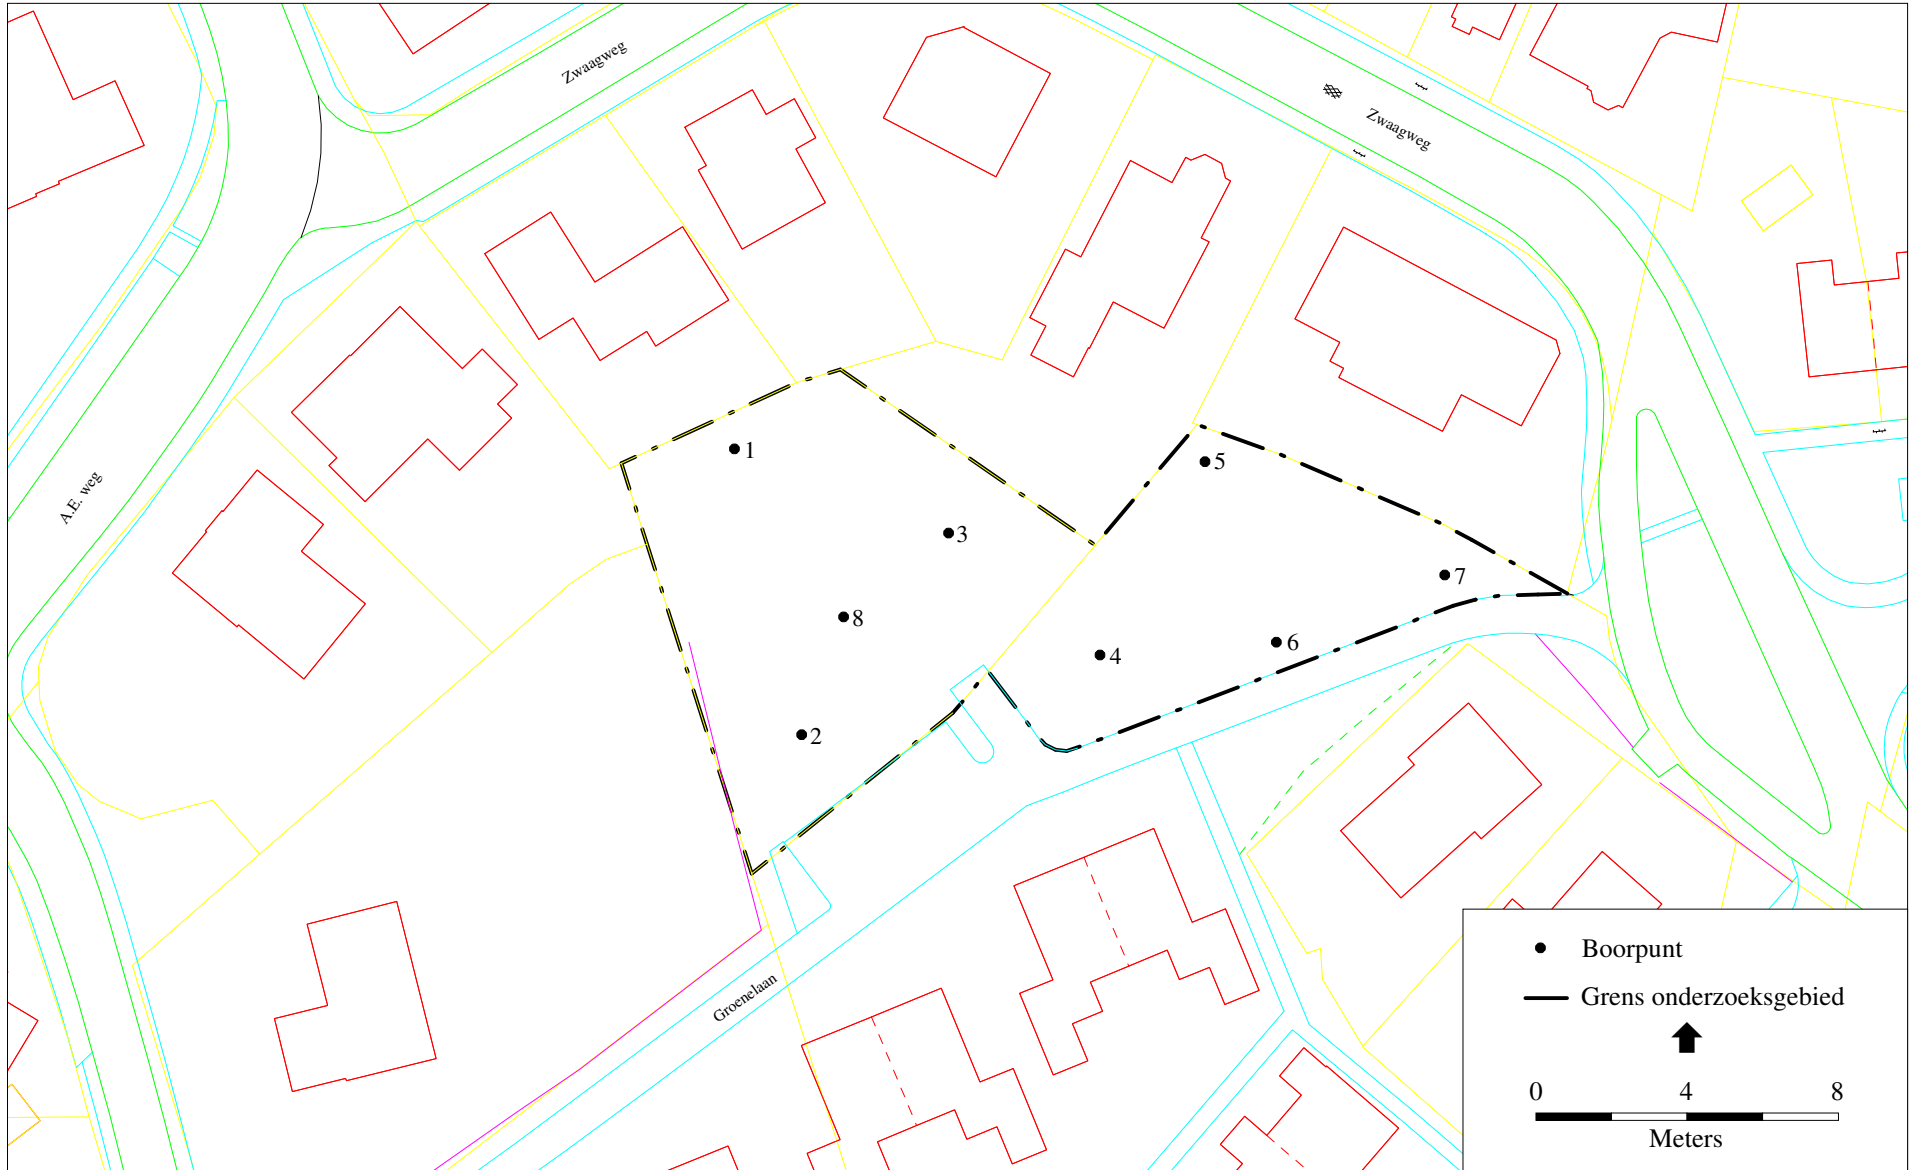 Zwaagweg
Zwaagweg
A.E. weg
1
3
5
7
8
4
6
2
Groenelaan
Boorpunt
Grens onderzoeksgebied
0 4 8
Meters